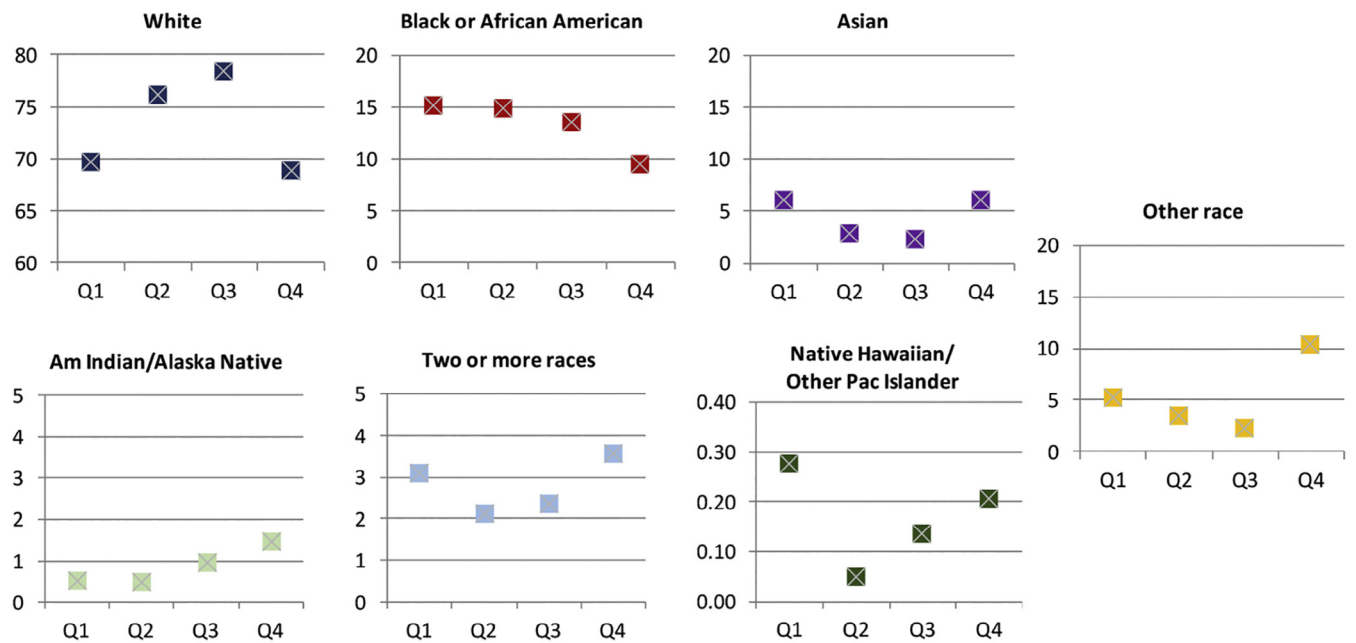 White
80
75
70
65
60
Q1 Q2 Q3 Q4
Black or African American
20
15
10
5
0
Q1 Q2 Q3 Q4
Asian
20
15
10
5
0
Q1 Q2 Q3 Q4
Other race
20
15
10
5
0
Q1 Q2 Q3 Q4
Am Indian/Alaska Native
5
4
3
2
1
0
Q1 Q2 Q3 Q4
Two or more races
5
4
3
2
1
0
Q1 Q2 Q3 Q4
Native Hawaiian/
Other Pac Islander
0.40
0.30
0.20
0.10
0.00
Q1 Q2 Q3 Q4